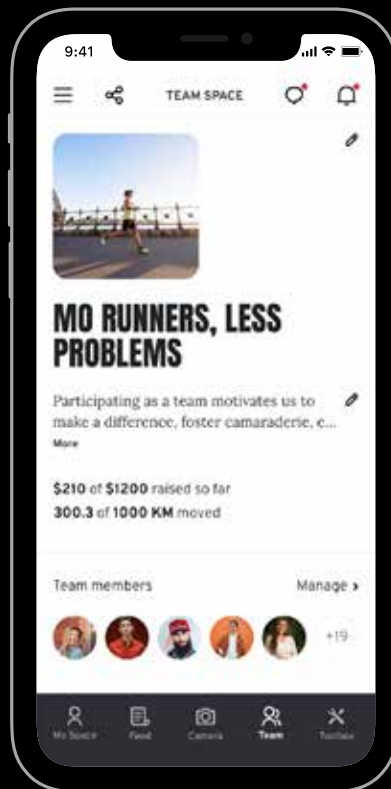 9:41
TEAM SPACE
MO RUNNERS, LESS
PROBLEMS
Participating as a team motivates us to
make a difference, foster camaraderie, e...
More
$210 of $1200 raised so far
300.3 of 1000 KM moved
Team members
Manage >
+19
Mo Space
Feed
Camera
Team
Toolbox